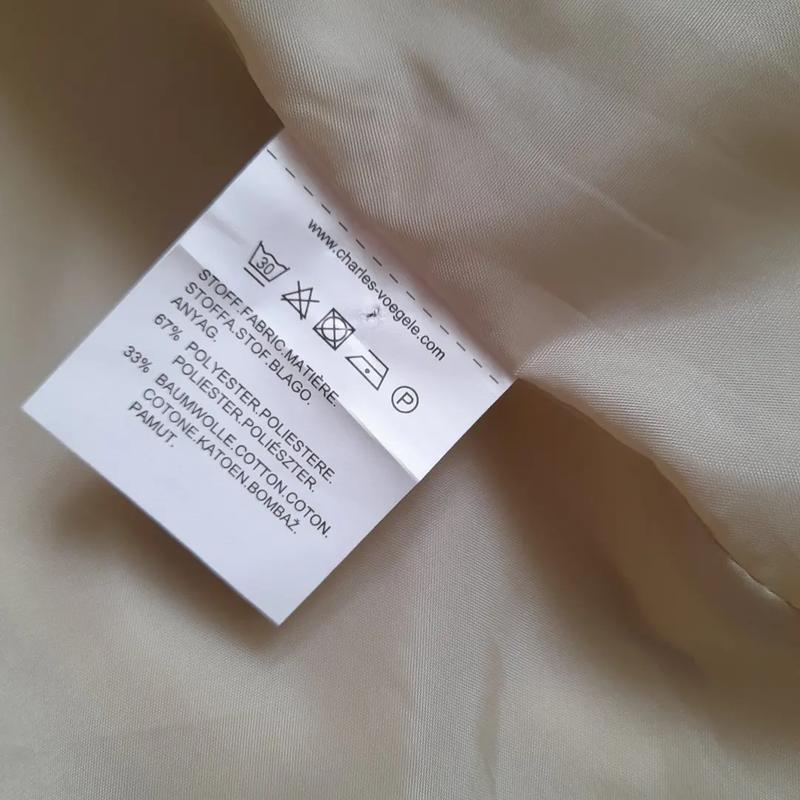 www.charles-voegele.com
30
P
STOFF.FABRIC.MATIÈRE.
STOFFA.STOF.BLAGO.
ANYAG.
67% POLYESTER.POLIESTERE.
POLIESTER.POLIÉSZTER.
33% BAUMWOLLE.COTTON.COTON.
COTONE.KATOEN.BOMBAŽ.
PAMUT.